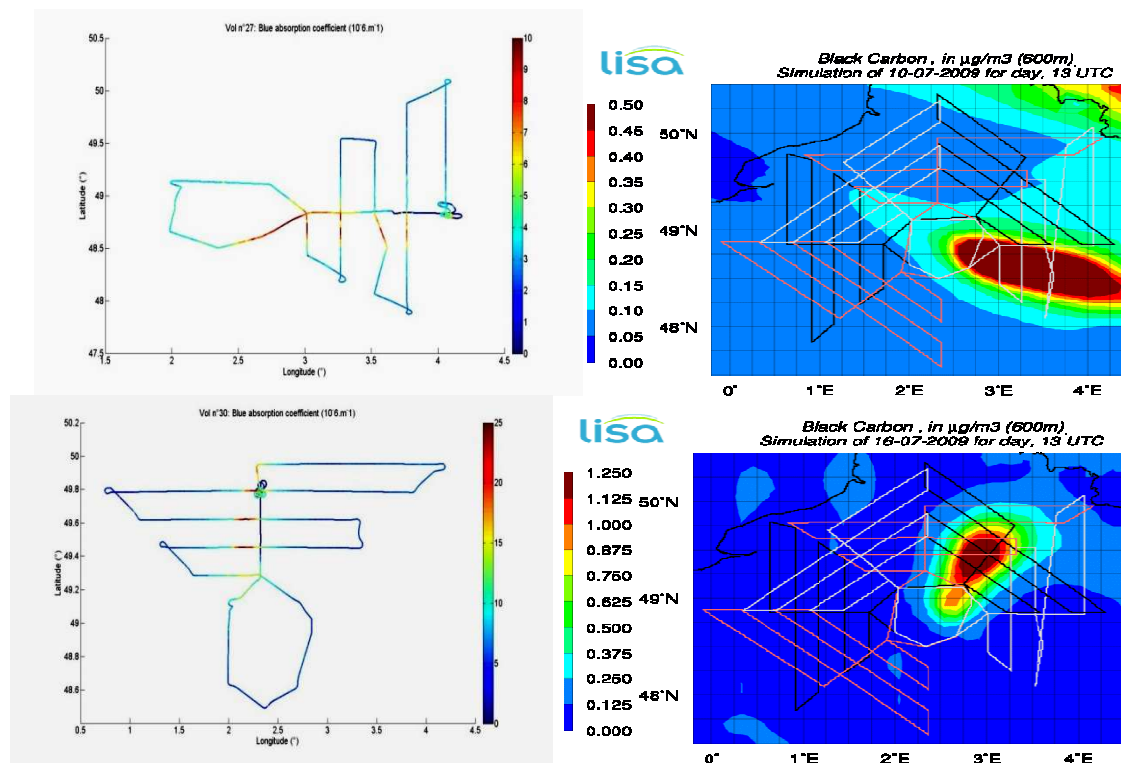 Vol n°27: Blue absorption coefficient (10ˆ6.mˆ1)
50.5
50
49.5
49
48.5
48
47.5
Latitude (°)
1.5 2 2.5 3 3.5 4 4.5
Longitude (°)
10
9
8
7
6
5
4
3
2
1
0
lisa
Black Carbon , in µg/m3 (600m)
Simulation of 10-07-2009 for day, 13 UTC
0.50
0.45
0.40
0.35
0.30
0.25
0.20
0.15
0.10
0.05
0.00
50°N
49°N
48°N
0° 1°E 2°E 3°E 4°E
Vol n°30: Blue absorption coefficient (10ˆ6.mˆ1)
50.2
50
49.8
49.6
49.4
49.2
49
48.8
48.6
Latitude (°)
0.5 1 1.5 2 2.5 3 3.5 4 4.5
Longitude (°)
25
20
15
10
5
0
lisa
Black Carbon , in µg/m3 (600m)
Simulation of 16-07-2009 for day, 13 UTC
1.250
1.125
1.000
0.875
0.750
0.625
0.500
0.375
0.250
0.125
0.000
50°N
49°N
48°N
0° 1°E 2°E 3°E 4°E